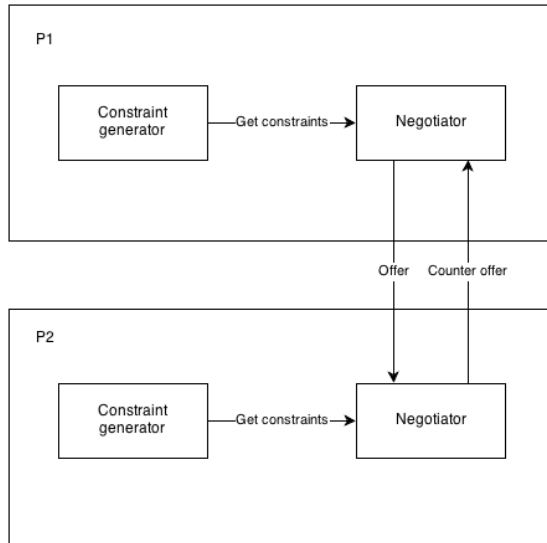 P1
Constraint
generator
Get constraints
Negotiator
Offer
Counter offer
P2
Constraint
generator
Get constraints
Negotiator